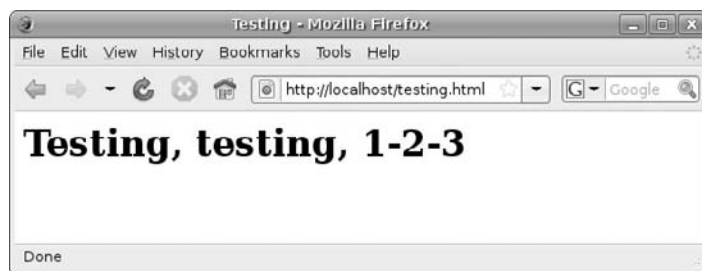 Testing - Mozilla Firefox
File Edit View History Bookmarks Tools Help
http://localhost/testing.html G Google
Testing, testing, 1-2-3
Done